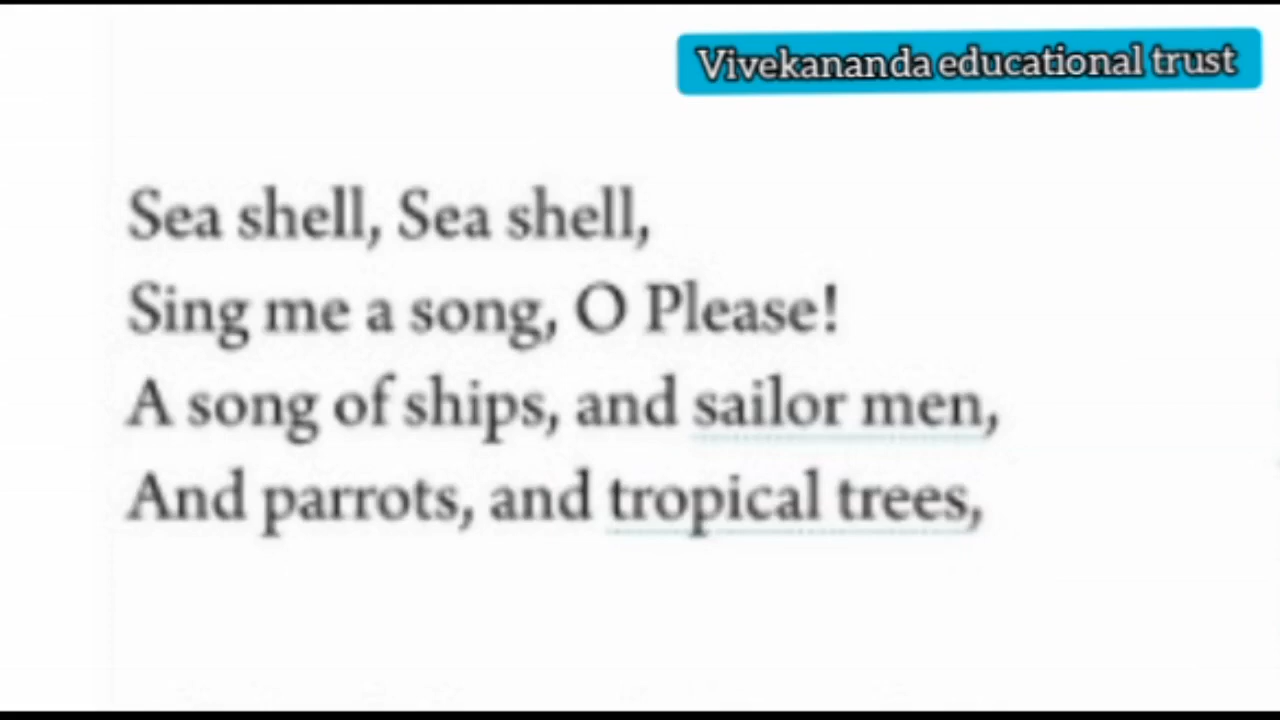 Vivekananda educational trust
Sea shell, Sea shell,
Sing me a song, O Please!
A song of ships, and sailor men,
And parrots, and tropical trees,